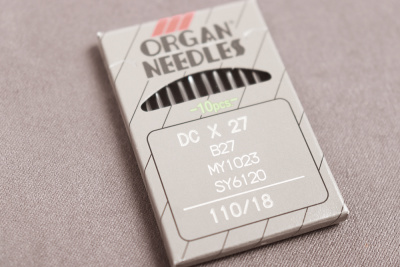 ORGAN®
NEEDLES
-10pcs-
DC X 27
B27
MY1023
SY6120
110/18